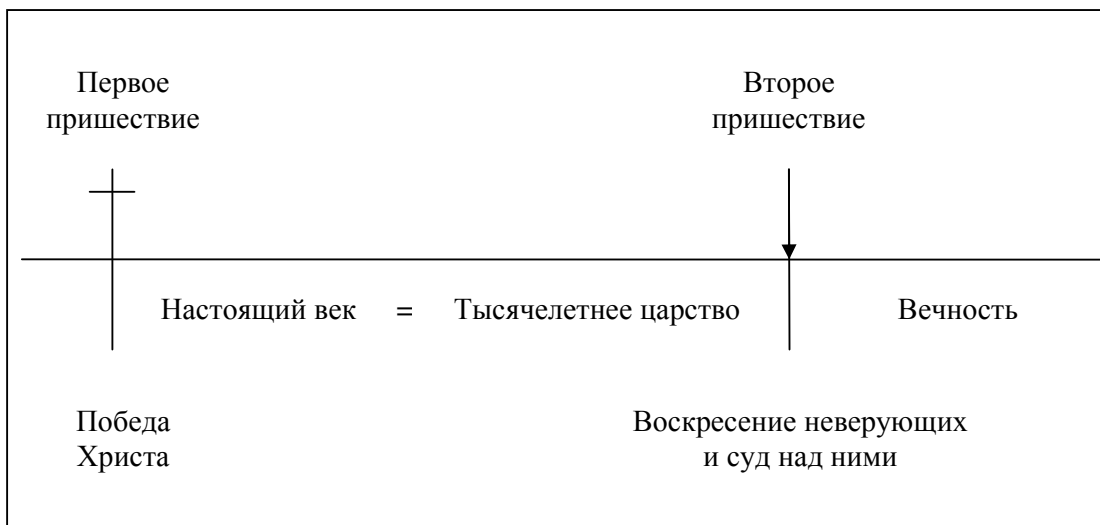 Первое
пришествие
Второе
пришествие
Настоящий век = Тысячелетнее царство Вечность
Победа
Христа
Воскресение неверующих
и суд над ними